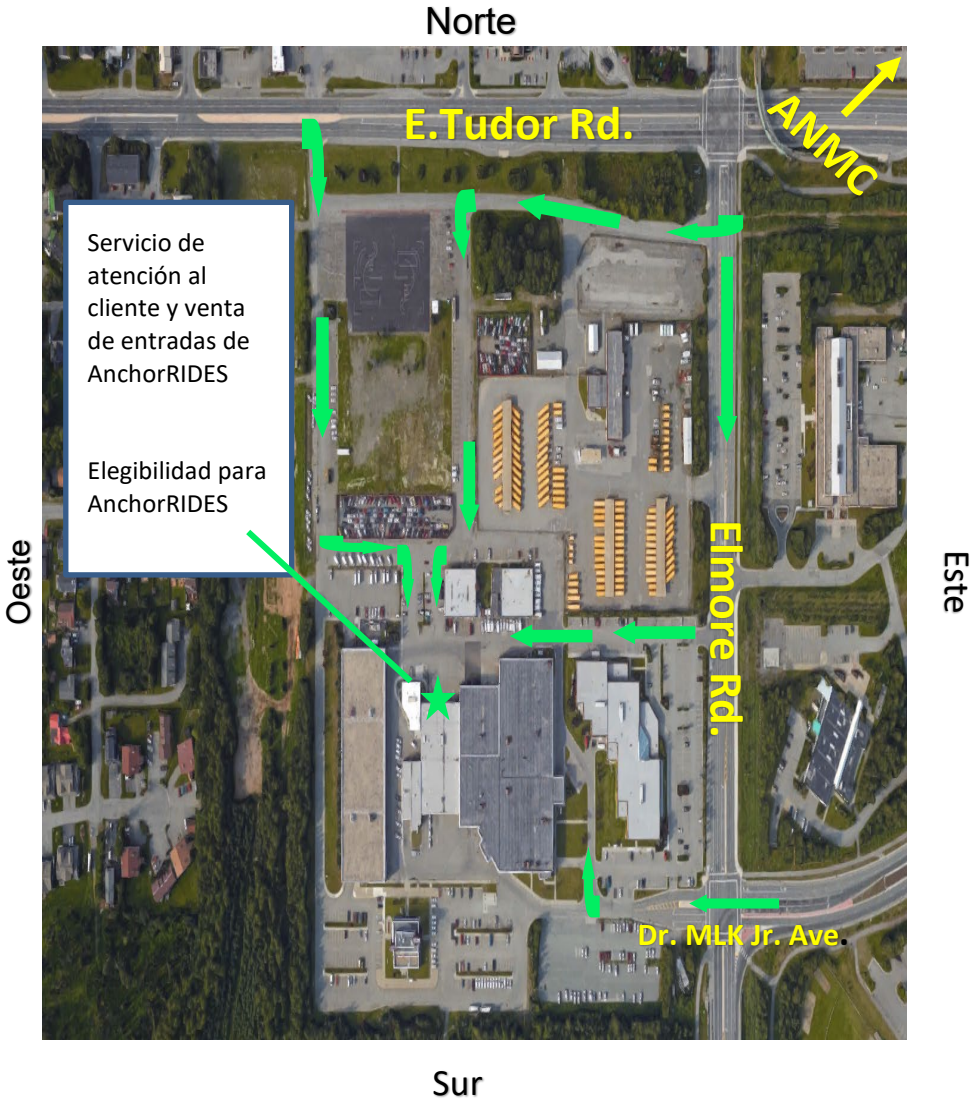 Norte
E.Tudor Rd.
ANMC
Servicio de
atención al
cliente y venta
de entradas de
AnchorRIDES
Elegibilidad para
AnchorRIDES
Oeste
Este
Elmore Rd.
Dr. MLK Jr. Ave.
Sur